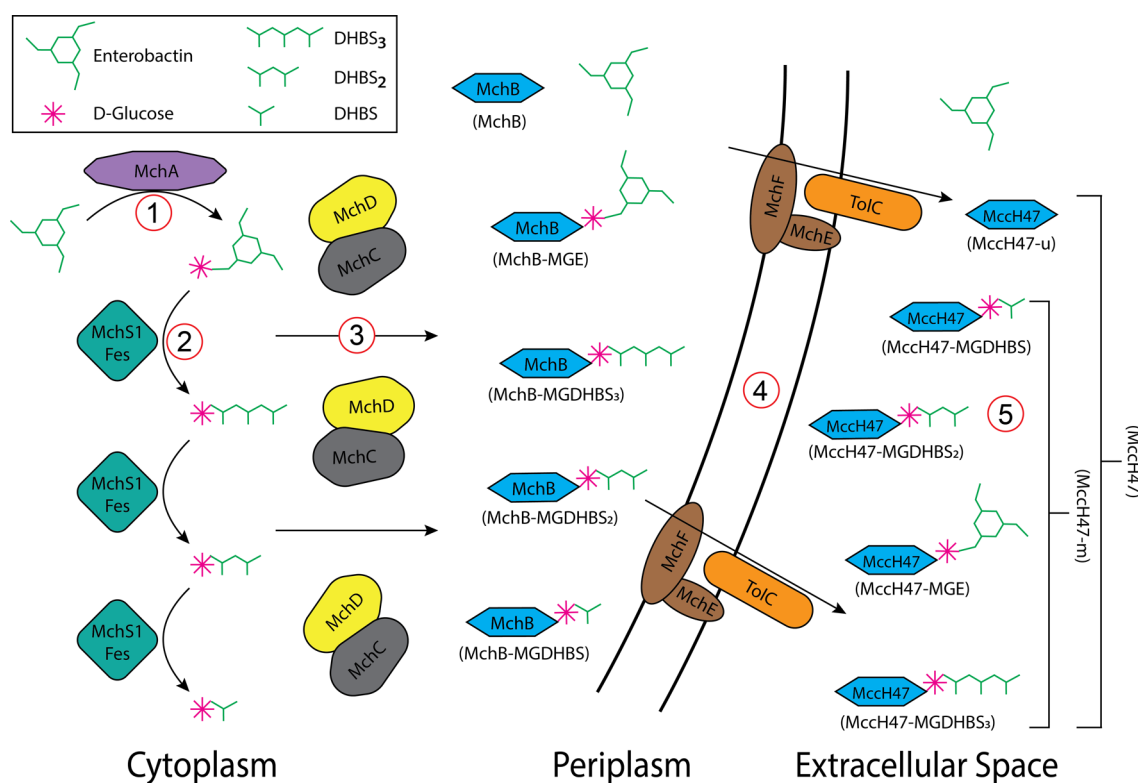 Enterobactin
D-Glucose
DHBS3
DHBS2
DHBS
MchA
1
MchS1
Fes
2
MchS1
Fes
MchS1
Fes
MchD
MchC
3
MchD
MchC
MchD
MchC
Cytoplasm
MchB
(MchB)
MchB
(MchB-MGE)
MchB
(MchB-MGDHBS₃)
MchB
(MchB-MGDHBS₂)
MchB
(MchB-MGDHBS)
Periplasm
MchF
MchE
TolC
4
MchF
MchE
TolC
MccH47
(MccH47-u)
MccH47
(MccH47-MGDHBS)
MccH47
(MccH47-MGDHBS₂)
5
MccH47
(MccH47-MGE)
MccH47
(MccH47-MGDHBS₃)
(MccH47-m)
(MccH47)
Extracellular Space